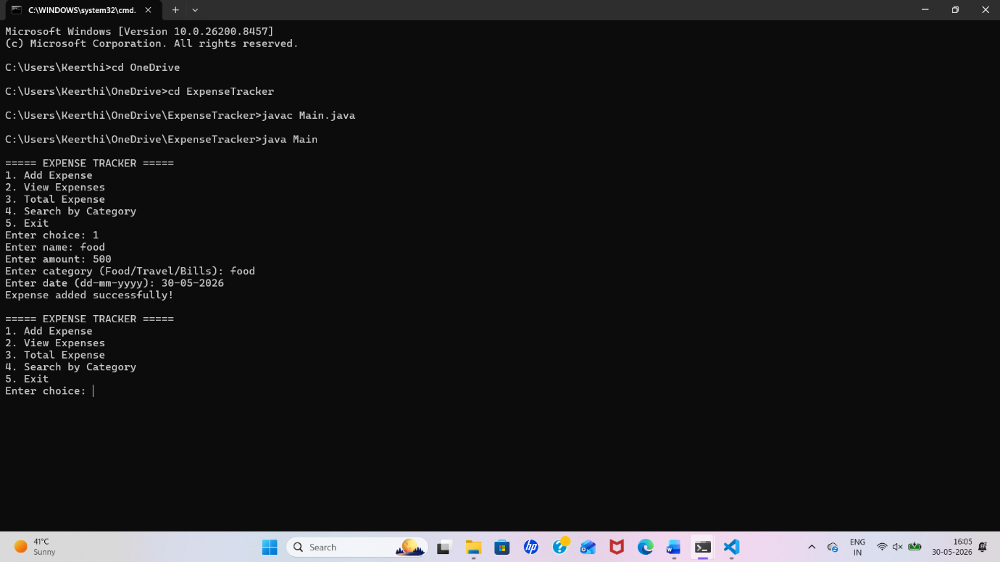 C:\WINDOWS\system32\cmd.
Microsoft Windows [Version 10.0.26200.8457]
(c) Microsoft Corporation. All rights reserved.
C:\Users\Keerthi>cd OneDrive
C:\Users\Keerthi\OneDrive>cd ExpenseTracker
C:\Users\Keerthi\OneDrive\ExpenseTracker>javac Main.java
C:\Users\Keerthi\OneDrive\ExpenseTracker>java Main
===== EXPENSE TRACKER =====
1. Add Expense
2. View Expenses
3. Total Expense
4. Search by Category
5. Exit
Enter choice: 1
Enter name: food
Enter amount: 500
Enter category (Food/Travel/Bills): food
Enter date (dd-mm-yyyy): 30-05-2026
Expense added successfully!
===== EXPENSE TRACKER =====
1. Add Expense
2. View Expenses
3. Total Expense
4. Search by Category
5. Exit
Enter choice:
41°C
Sunny
Search
hp
ENG
IN
16:05
30-05-2026